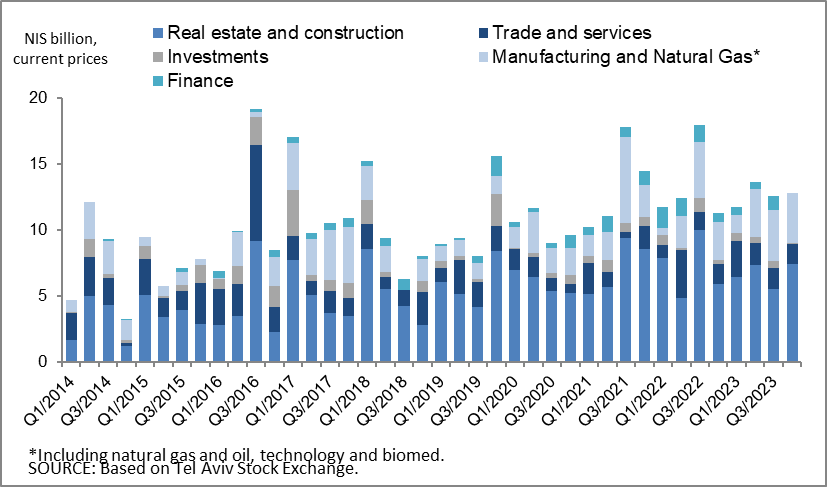 NIS billion,
current prices
Real estate and construction
Trade and services
Investments
Manufacturing and Natural Gas*
Finance
20
15
10
5
0
Q1/2014
Q3/2014
Q1/2015
Q3/2015
Q1/2016
Q3/2016
Q1/2017
Q3/2017
Q1/2018
Q3/2018
Q1/2019
Q3/2019
Q1/2020
Q3/2020
Q1/2021
Q3/2021
Q1/2022
Q3/2022
Q1/2023
Q3/2023
*Including natural gas and oil, technology and biomed.
SOURCE: Based on Tel Aviv Stock Exchange.